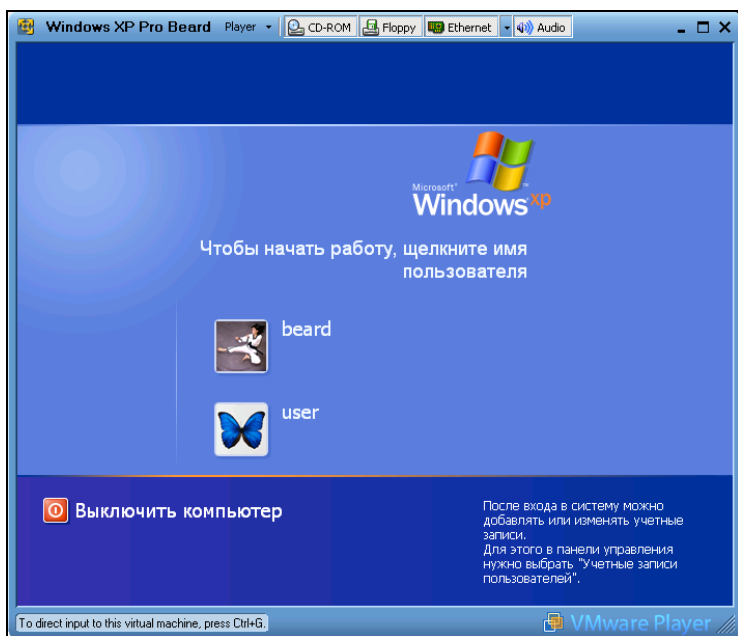 Windows XP Pro Beard Player CD-ROM Floppy Ethernet Audio
Microsoft®
Windows xp
Чтобы начать работу, щелкните имя
пользователя
beard
user
Выключить компьютер
После входа в систему можно
добавлять или изменять учетные
записи.
Для этого в панели управления
нужно выбрать "Учетные записи
пользователей".
To direct input to this virtual machine, press Ctrl+G.
VMware Player